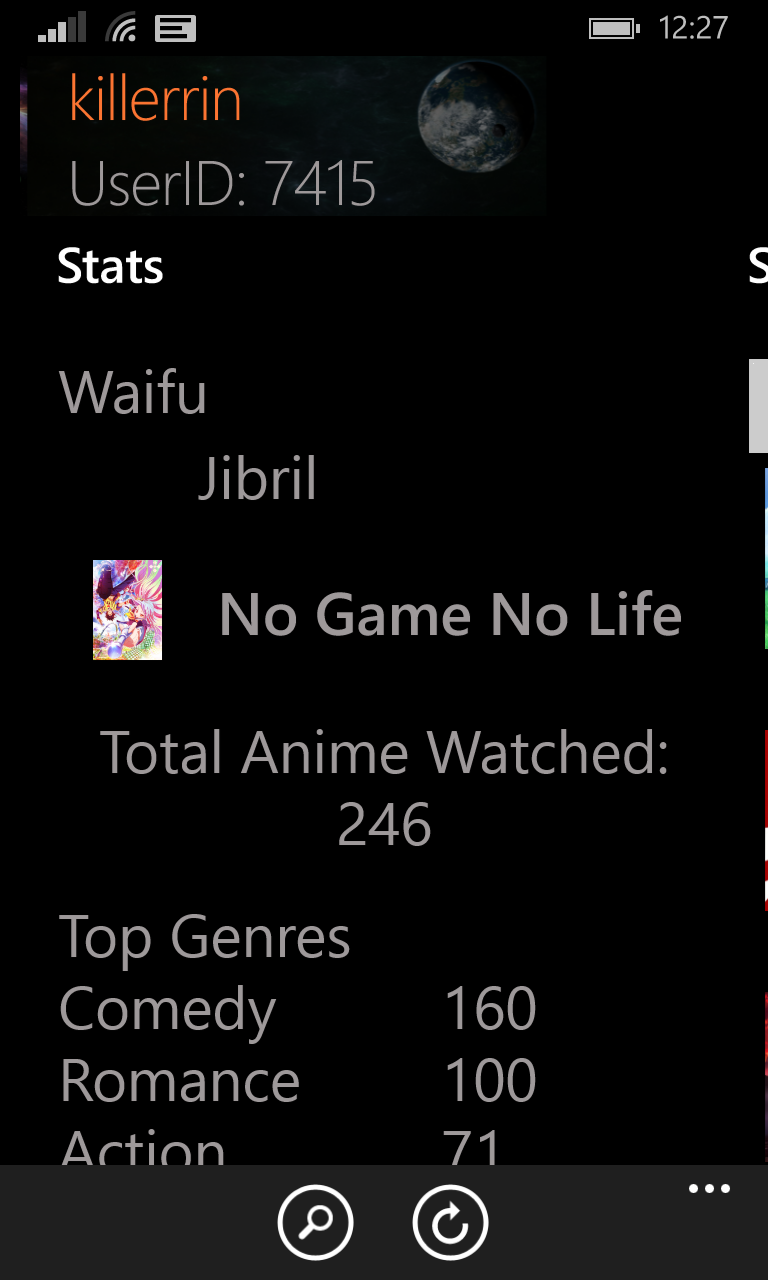 12:27
killerrin
UserID: 7415
Stats
S
Waifu
Jibril
No Game No Life
Total Anime Watched:
246
Top Genres
Comedy 160
Romance 100
Action 71